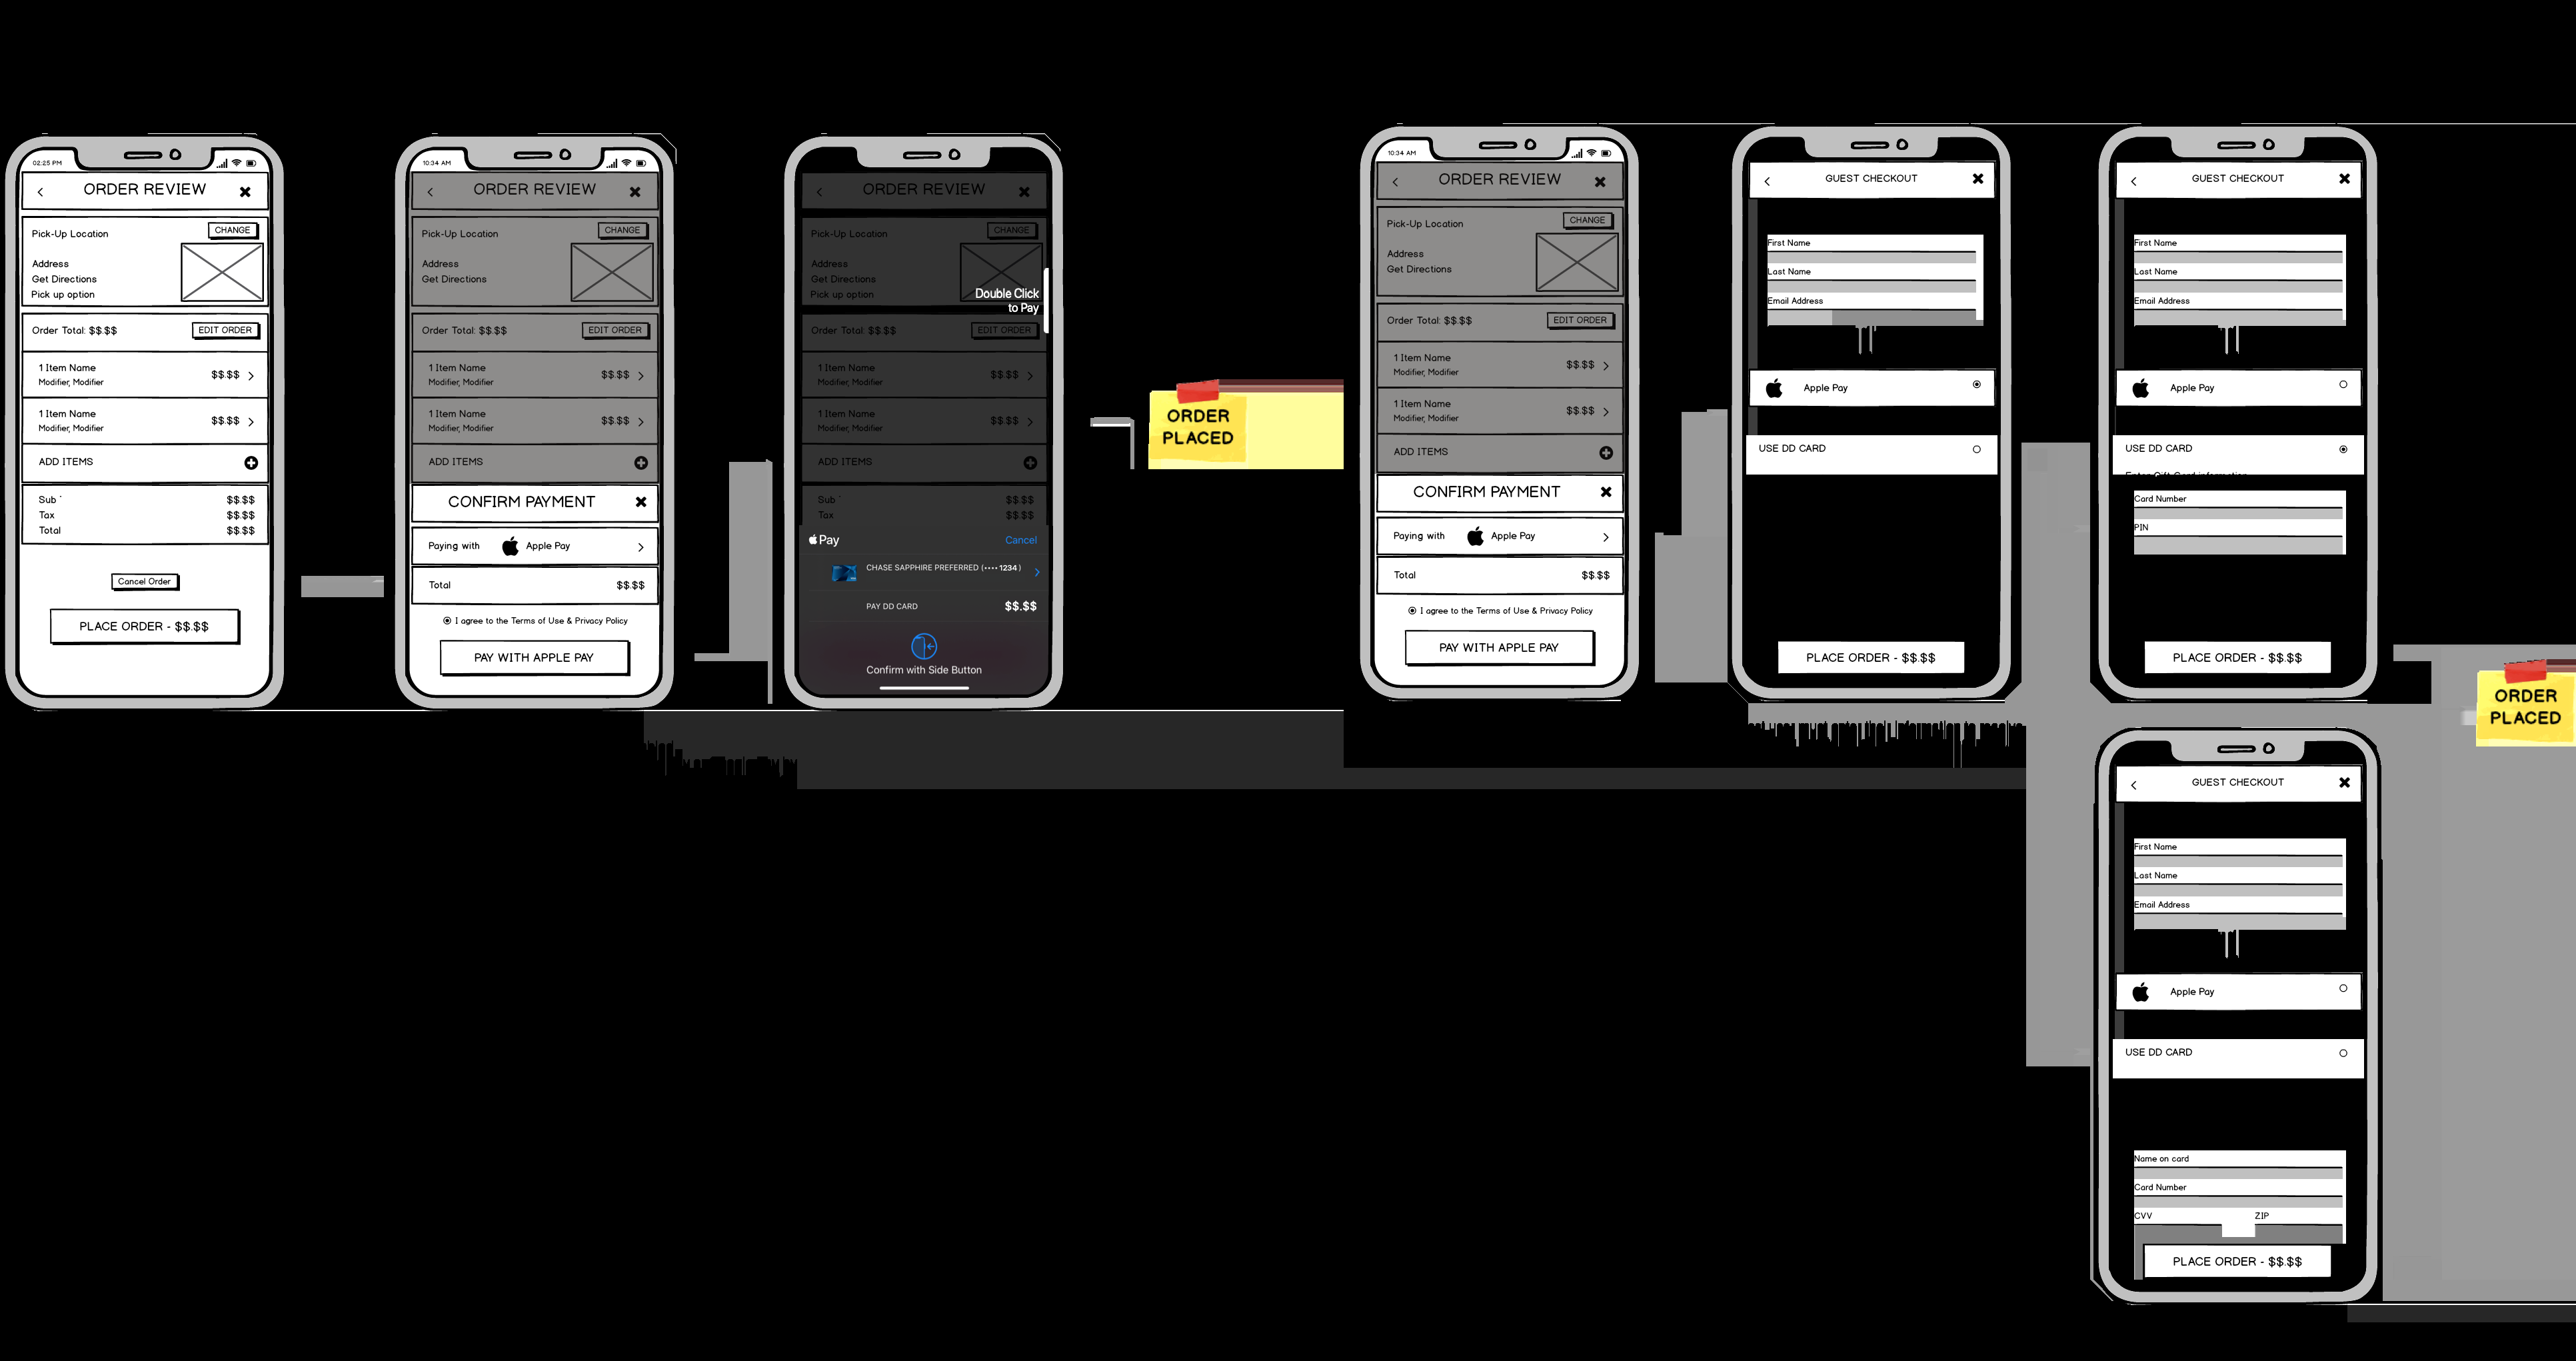 02:25 PM
ORDER REVIEW
Pick-Up Location
CHANGE
Address
Get Directions
Pick up option
Order Total: $$.$$
EDIT ORDER
1 Item Name
Modifier, Modifier
$$.$$
1 Item Name
Modifier, Modifier
$$.$$
ADD ITEMS
Sub $$.$$
Tax $$.$$
Total $$.$$
Cancel Order
PLACE ORDER - $$.$$
10:34 AM
ORDER REVIEW
Pick-Up Location
CHANGE
Address
Get Directions
Order Total: $$.$$
EDIT ORDER
1 Item Name
Modifier, Modifier
$$.$$
1 Item Name
Modifier, Modifier
$$.$$
ADD ITEMS
CONFIRM PAYMENT
Paying with Apple Pay
Total $$.$$
I agree to the Terms of Use & Privacy Policy
PAY WITH APPLE PAY
ORDER REVIEW
Pick-Up Location
CHANGE
Address
Get Directions
Pick up option
Double Click
to Pay
Order Total: $$.$$
EDIT ORDER
1 Item Name
Modifier, Modifier
$$.$$
1 Item Name
Modifier, Modifier
$$.$$
ADD ITEMS
Sub $$.$$
Tax $$.$$
Pay
Cancel
CHASE SAPPHIRE PREFERRED (•••• 1234)
PAY DD CARD $$.$$
Confirm with Side Button
ORDER
PLACED
10:34 AM
ORDER REVIEW
Pick-Up Location
CHANGE
Address
Get Directions
Order Total: $$.$$
EDIT ORDER
1 Item Name
Modifier, Modifier
$$.$$
1 Item Name
Modifier, Modifier
$$.$$
ADD ITEMS
CONFIRM PAYMENT
Paying with Apple Pay
Total $$.$$
I agree to the Terms of Use & Privacy Policy
PAY WITH APPLE PAY
GUEST CHECKOUT
First Name
Last Name
Email Address
Apple Pay
USE DD CARD
PLACE ORDER - $$.$$
GUEST CHECKOUT
First Name
Last Name
Email Address
Apple Pay
USE DD CARD
Enter Gift Card information
Card Number
PIN
PLACE ORDER - $$.$$
ORDER
PLACED
GUEST CHECKOUT
First Name
Last Name
Email Address
Apple Pay
USE DD CARD
Name on card
Card Number
CVV ZIP
PLACE ORDER - $$.$$